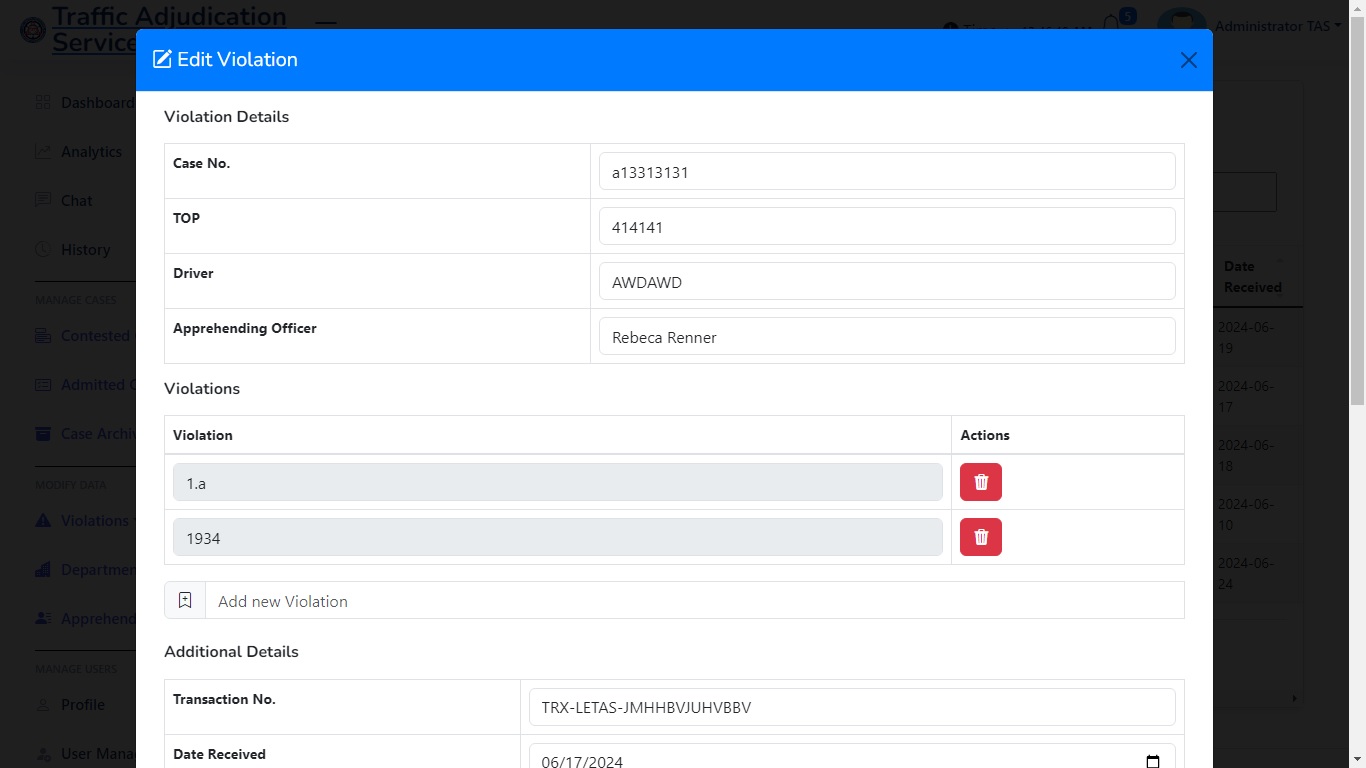 Traffic Adjudication
Service
5
Administrator TAS
Edit Violation
Dashboard
Analytics
Chat
History
MANAGE CASES
Contested
Admitted
Case Archiv
MODIFY DATA
Violations
Departmen
Apprehend
MANAGE USERS
Profile
User Mana
Violation Details
Case No.
a13313131
TOP
414141
Driver
AWDAWD
Apprehending Officer
Rebeca Renner
Violations
Violation
Actions
1.a
1934
Add new Violation
Additional Details
Transaction No.
TRX-LETAS-JMHHBVJUHVBBV
Date Received
06/17/2024
Date
Received
2024-06-
19
2024-06-
17
2024-06-
18
2024-06-
10
2024-06-
24